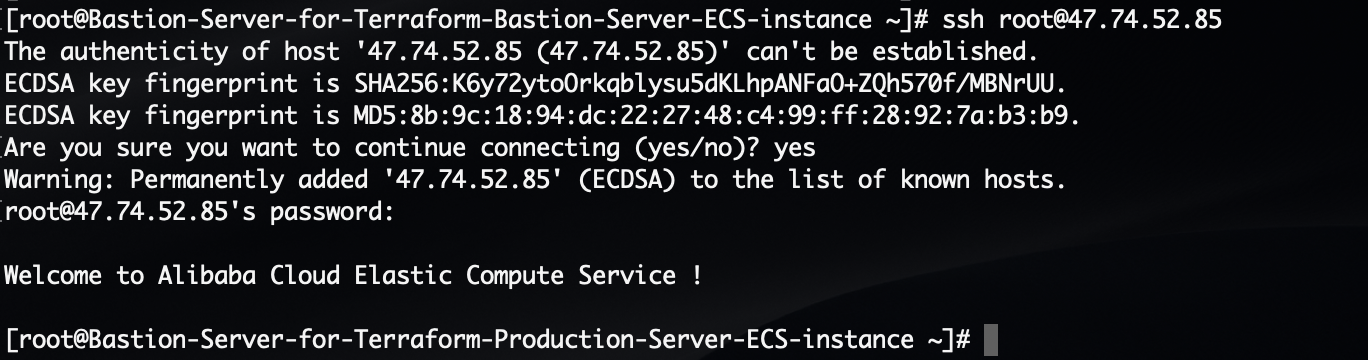 [root@Bastion-Server-for-Terraform-Bastion-Server-ECS-instance ~]# ssh root@47.74.52.85
The authenticity of host '47.74.52.85 (47.74.52.85)' can't be established.
ECDSA key fingerprint is SHA256:K6y72ytoOrkqblysu5dKLhpANFaO+ZQh570f/MBNrUU.
ECDSA key fingerprint is MD5:8b:9c:18:94:dc:22:27:48:c4:99:ff:28:92:7a:b3:b9.
Are you sure you want to continue connecting (yes/no)? yes
Warning: Permanently added '47.74.52.85' (ECDSA) to the list of known hosts.
root@47.74.52.85's password:
Welcome to Alibaba Cloud Elastic Compute Service !
[root@Bastion-Server-for-Terraform-Production-Server-ECS-instance ~]#